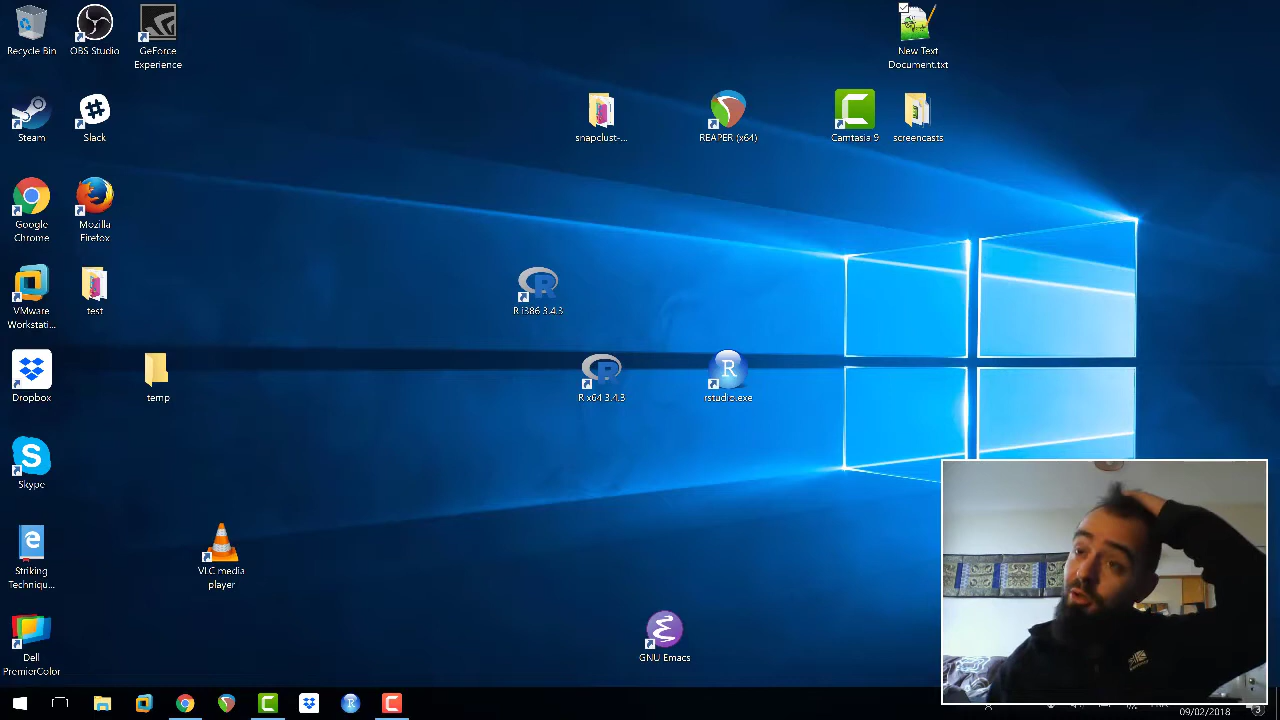 Recycle Bin
OBS Studio
GeForce
Experience
New Text
Document.txt
Steam
Slack
snapclust-...
REAPER (x64)
Camtasia 9
screencasts
Google
Chrome
Mozilla
Firefox
VMware
Workstati...
test
R i386 3.4.3
Dropbox
temp
R x64 3.4.3
rstudio.exe
Skype
Striking
Techniqu...
VLC media
player
Dell
PremierColor
GNU Emacs
09/02/2018
3